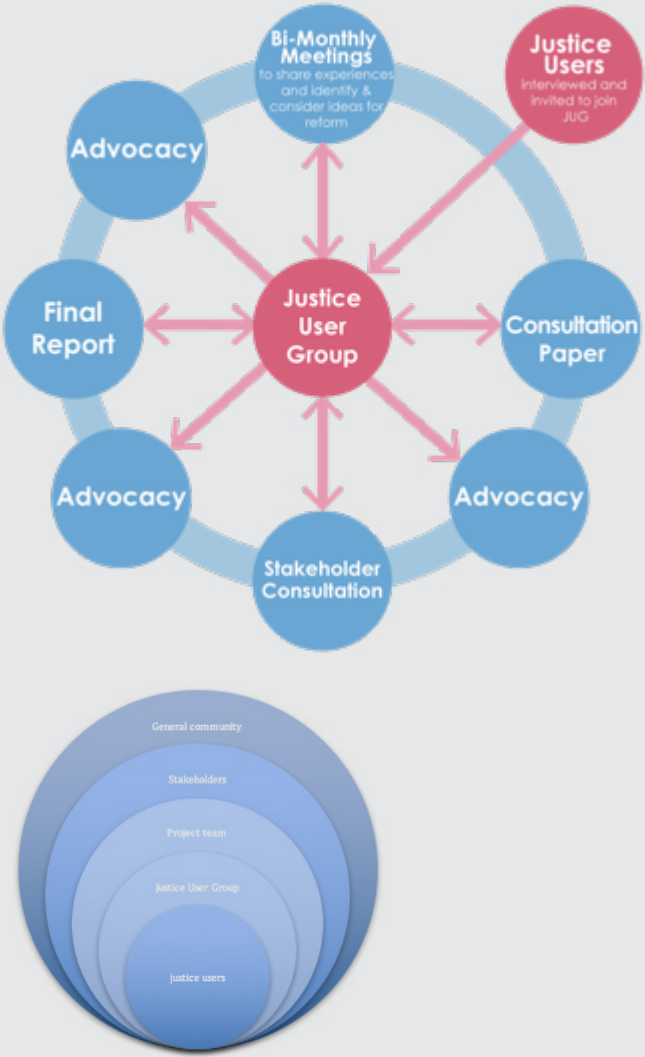 Bi-Monthly
Meetings
to share experiences
and identify &
consider ideas for
reform
Justice
Users
interviewed and
invited to join
JUG
Advocacy
Final
Report
Justice
User
Group
Consultation
Paper
Advocacy
Advocacy
Stakeholder
Consultation
General community
Stakeholders
Project team
Justice User Group
justice users